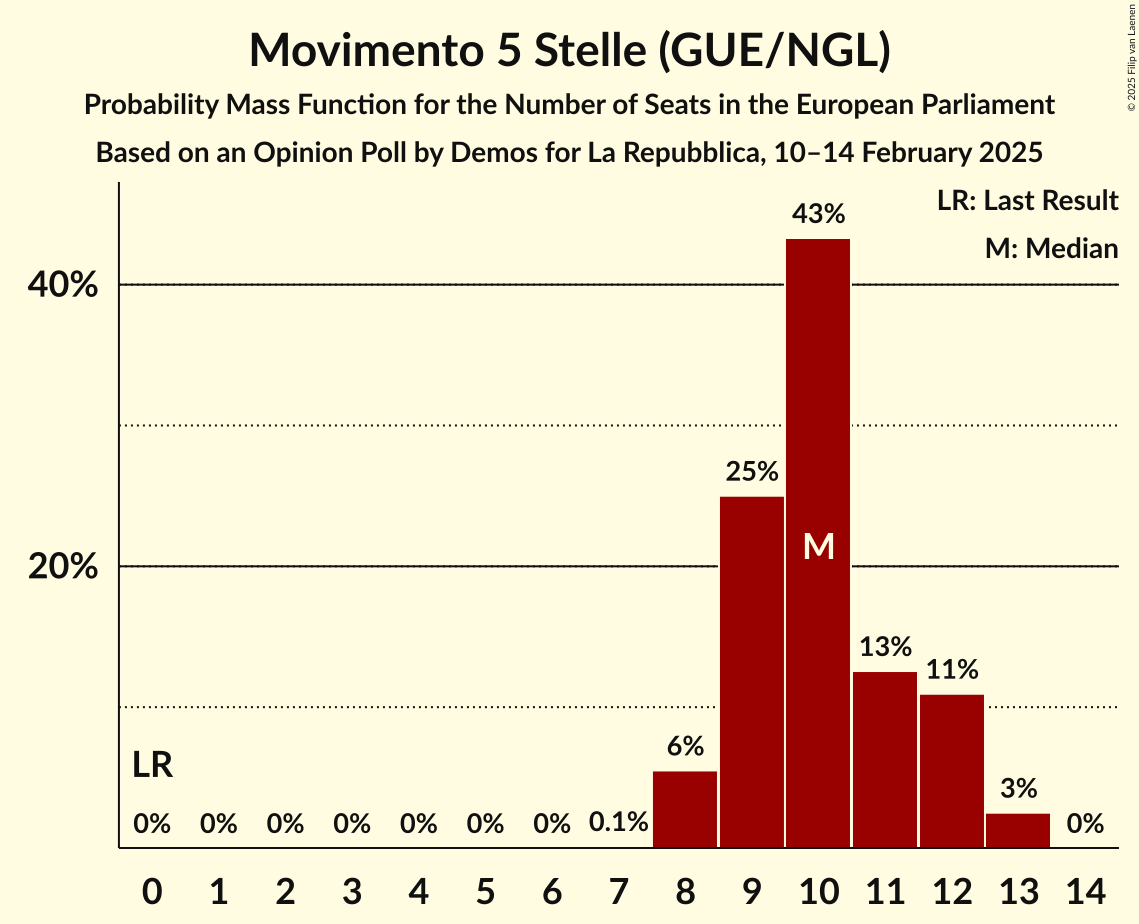 Movimento 5 Stelle (GUE/NGL)
Probability Mass Function for the Number of Seats in the European Parliament
Based on an Opinion Poll by Demos for La Repubblica, 10–14 February 2025
© 2025 Filip van Laenen
LR: Last Result
M: Median
43%
40%
25%
M
20%
13%
11%
6%
LR
3%
0% 0% 0% 0% 0% 0% 0% 0.1% 0%
0 1 2 3 4 5 6 7 8 9 10 11 12 13 14